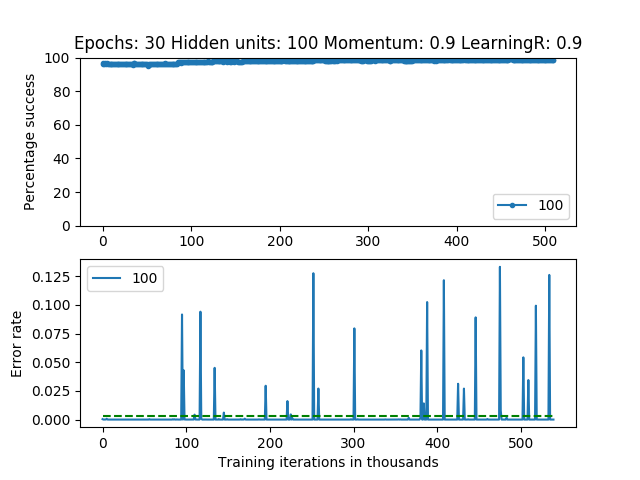 Epochs: 30 Hidden units: 100 Momentum: 0.9 LearningR: 0.9
100
80
60
40
20
0
Percentage success
100
0 100 200 300 400 500
0.125
0.100
0.075
0.050
0.025
0.000
Error rate
100
0 100 200 300 400 500
Training iterations in thousands